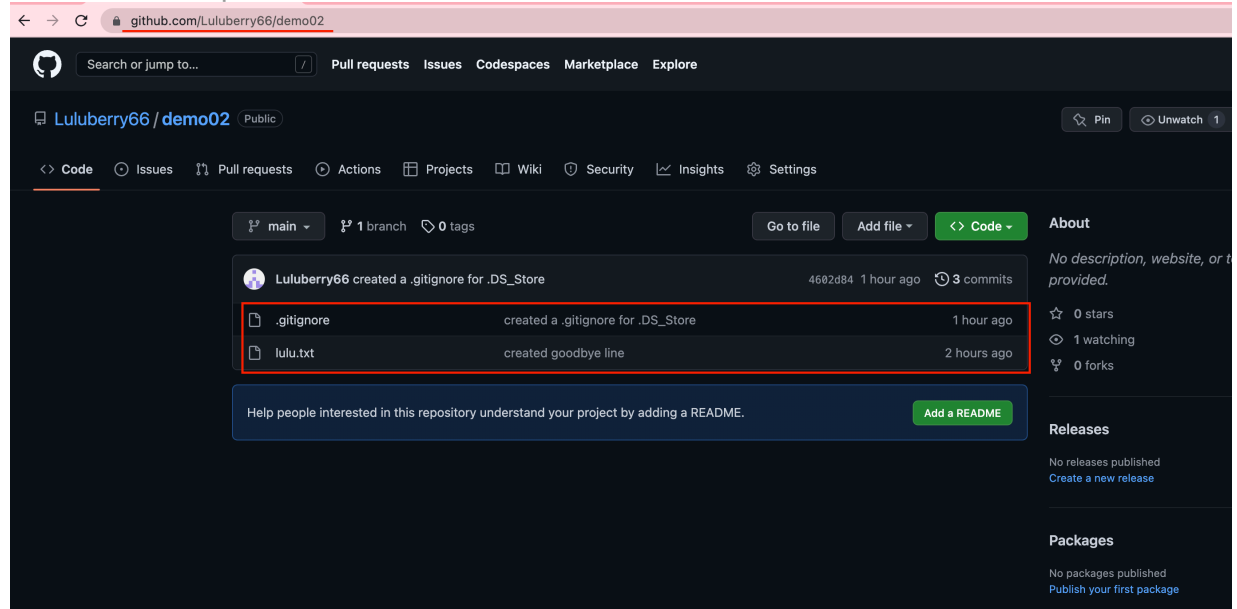 github.com/Luluberry66/demo02
Search or jump to... / Pull requests Issues Codespaces Marketplace Explore
Luluberry66 / demo02 Public Pin Unwatch 1
<> Code Issues Pull requests Actions Projects Wiki Security Insights Settings
main 1 branch 0 tags Go to file Add file <> Code
About
No description, website, or
provided.
Luluberry66 created a .gitignore for .DS_Store 4602d84 1 hour ago 3 commits
.gitignore created a .gitignore for .DS_Store 1 hour ago
lulu.txt created goodbye line 2 hours ago
0 stars
1 watching
0 forks
Help people interested in this repository understand your project by adding a README. Add a README
Releases
No releases published
Create a new release
Packages
No packages published
Publish your first package